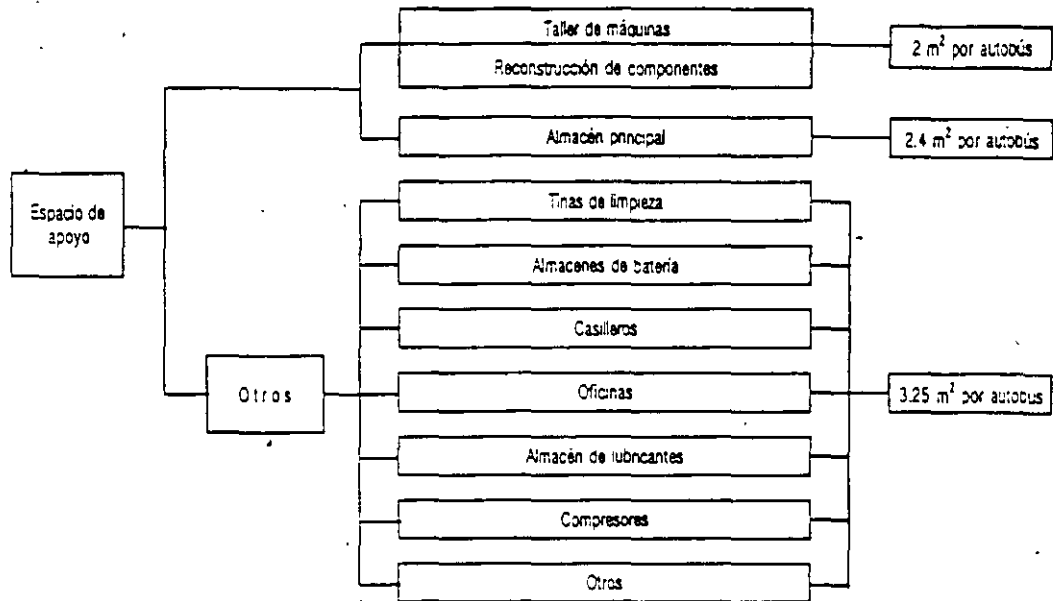 Taller de máquinas
Reconstrucción de componentes
2 m² por autobús
Almacén principal
2.4 m² por autobús
Espacio de
apoyo
Tinas de limpieza
Almacenes de batería
Casilleros
Otros
Oficinas
3.25 m² por autobus
Almacén de lubricantes
Compresores
Otros